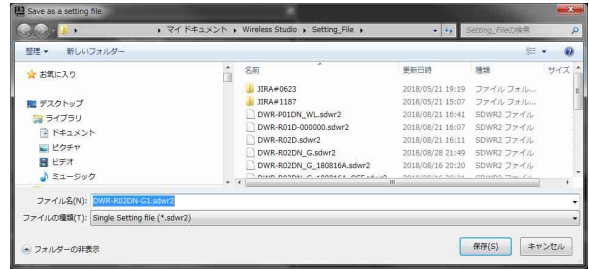 Save as a setting file
マイ ドキュメント ▸ Wireless Studio ▸ Setting_File ▸
Setting_Fileの検索
整理 ▾ 新しいフォルダー
お気に入り
デスクトップ
ライブラリ
ドキュメント
ピクチャ
ビデオ
ミュージック
名前 更新日時 種類 サイズ
JIRA#0623 2018/05/21 19:19 ファイル フォル...
JIRA#1187 2018/05/21 15:07 ファイル フォル...
DWR-P01DN_WL.sdwr2 2018/08/21 16:41 SDWR2 ファイル
DWR-R01D-000000.sdwr2 2018/08/21 16:07 SDWR2 ファイル
DWR-R02D.sdwr2 2018/08/21 16:11 SDWR2 ファイル
DWR-R02DN_G.sdwr2 2018/08/28 21:49 SDWR2 ファイル
DWR-R02DN_G_180816A.sdwr2 2018/08/16 20:20 SDWR2 ファイル
ファイル名(N): DWR-R02DN-G1.sdwr2
ファイルの種類(T): Single Setting file (*.sdwr2)
フォルダーの非表示
保存(S) キャンセル